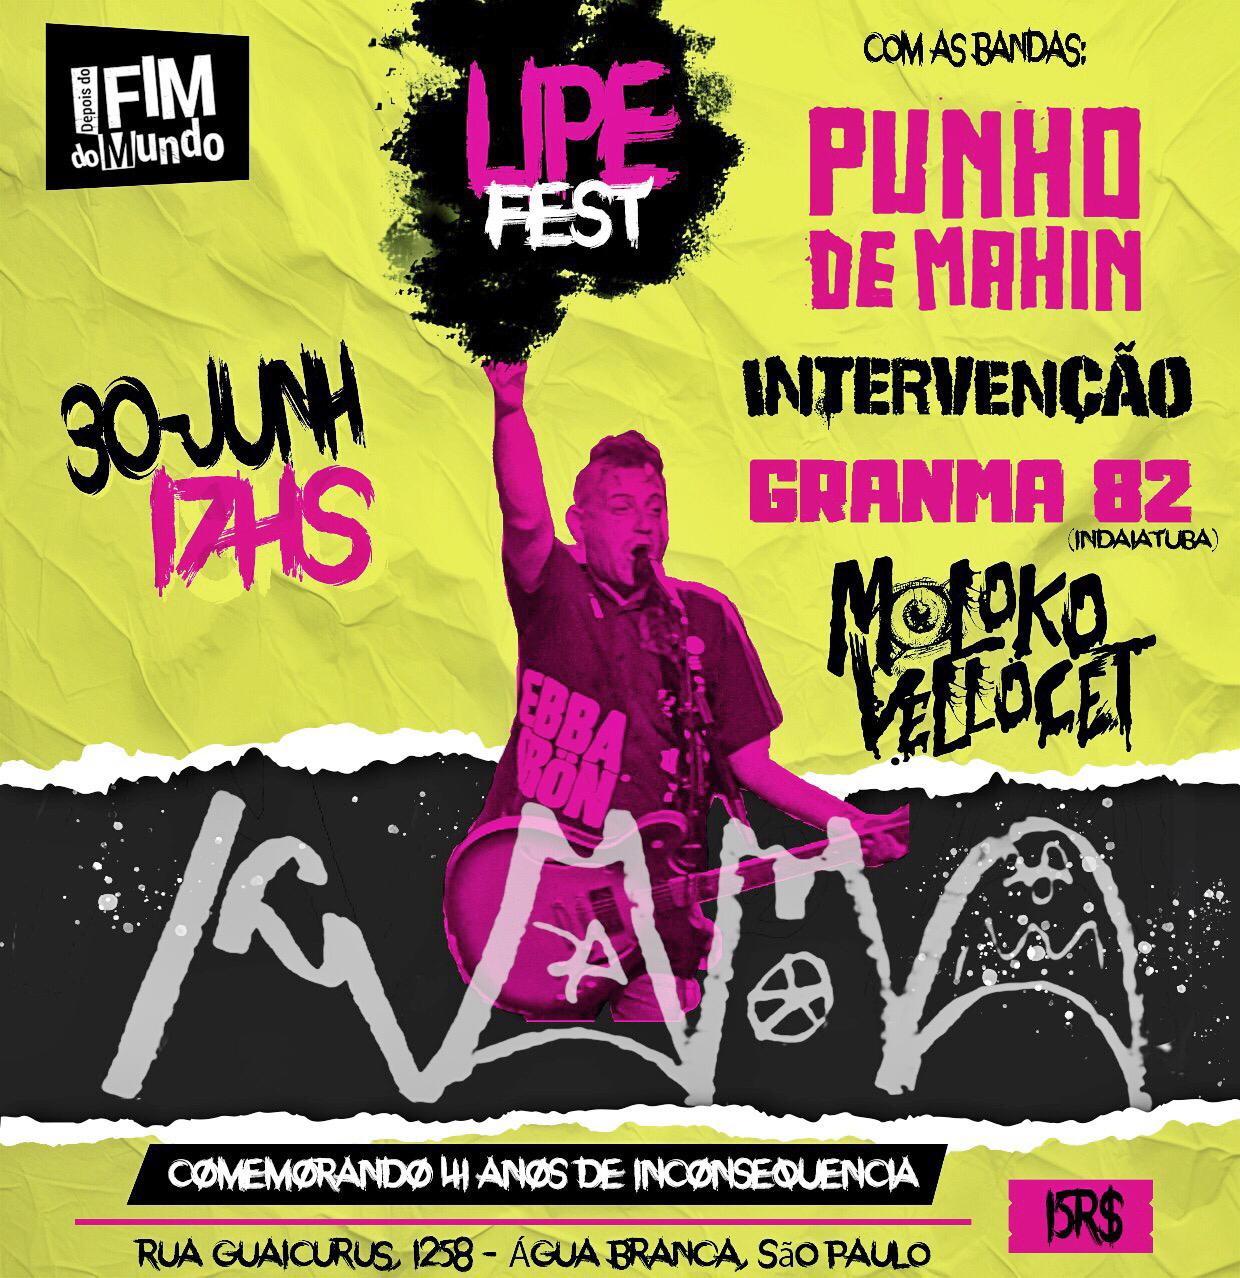 Depois do
FIM
do Mundo
LIPE
FEST
COM AS BANDAS:
PUNHO
DE MAHIN
INTERVENÇÃO
GRANMA 82
(INDAIATUBA)
MOLOKO
VELLOCET
30-JUNH
17HS
EBBA
GRÖN
COMEMORANDO 41 ANOS DE INCONSEQUENCIA
15R$
RUA GUAICURUS, 1258 - ÁGUA BRANCA, São PAULO